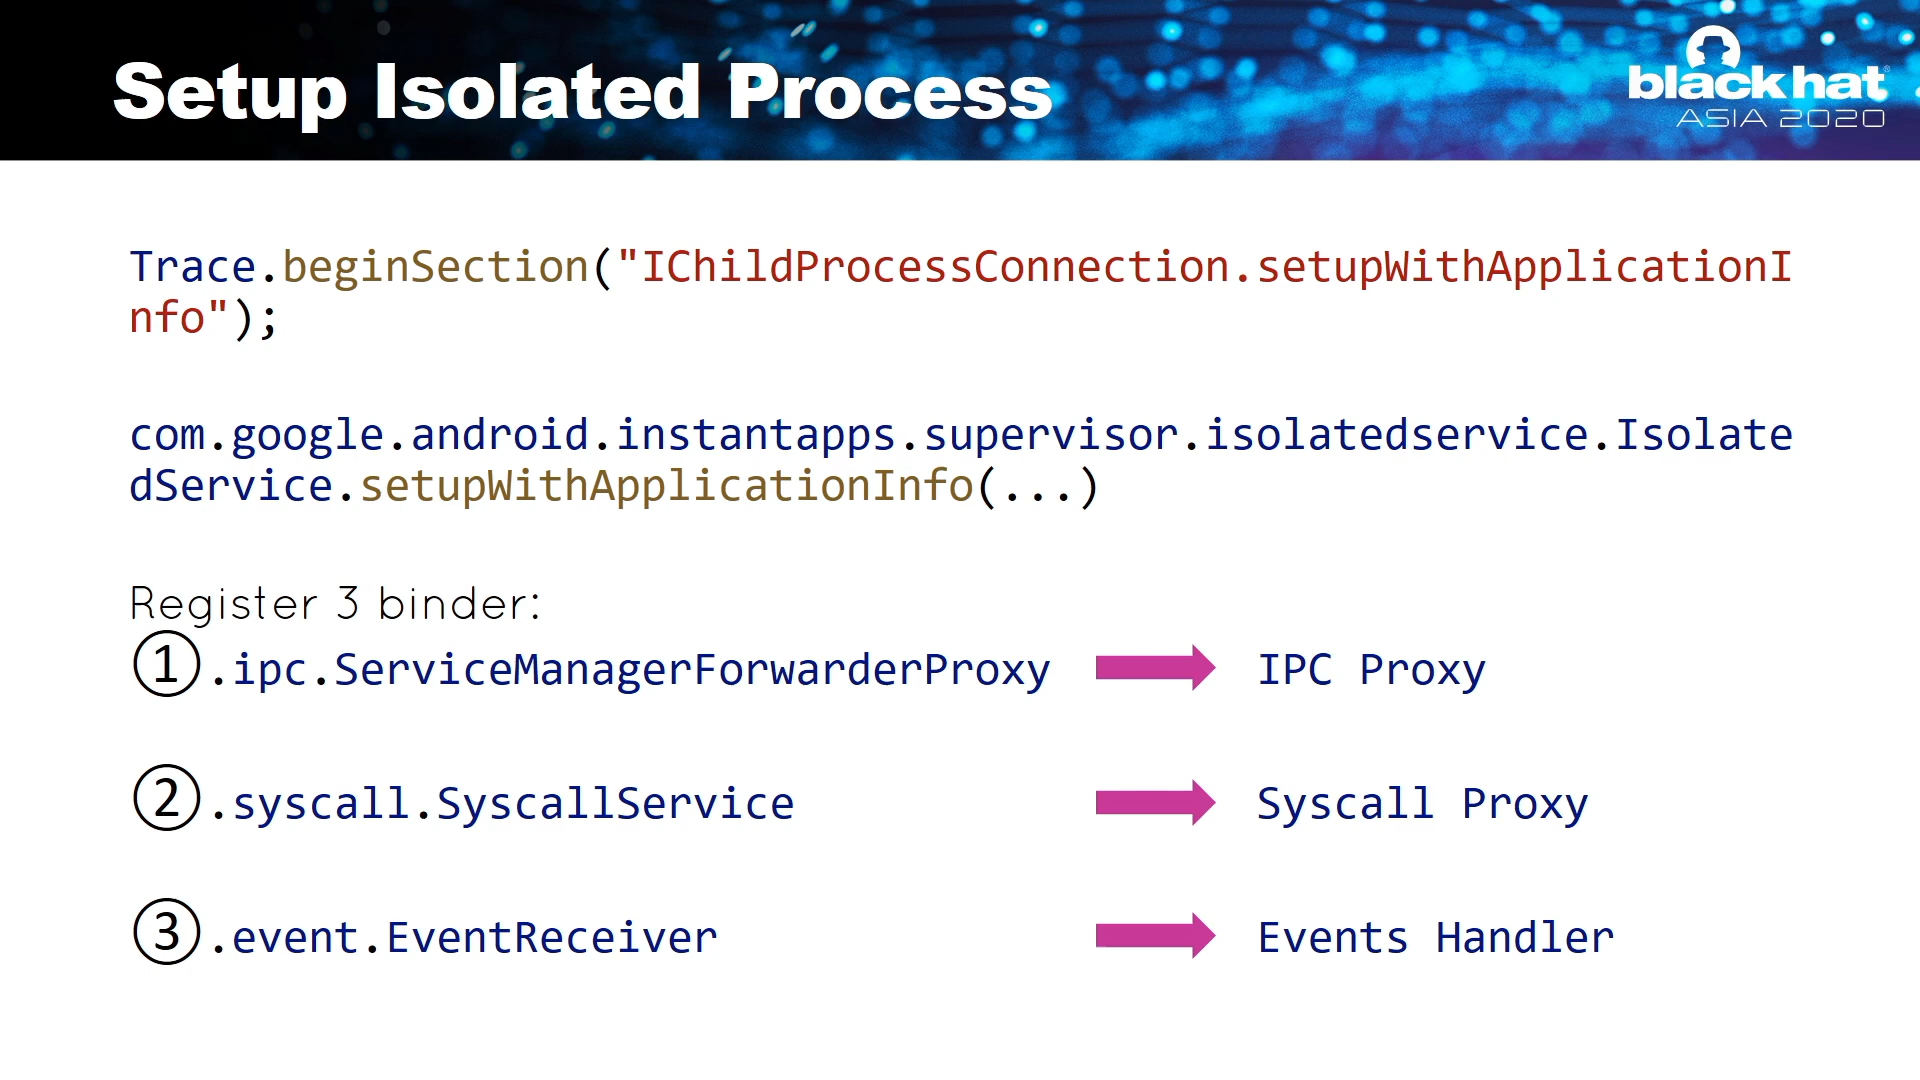 Setup Isolated Process
black hat®
ASIA 2020
Trace.beginSection("IChildProcessConnection.setupWithApplicationI
nfo");
com.google.android.instantapps.supervisor.isolatedservice.Isolate
dService.setupWithApplicationInfo(...)
Register 3 binder:
①.ipc.ServiceManagerForwarderProxy IPC Proxy
②.syscall.SyscallService Syscall Proxy
③.event.EventReceiver Events Handler